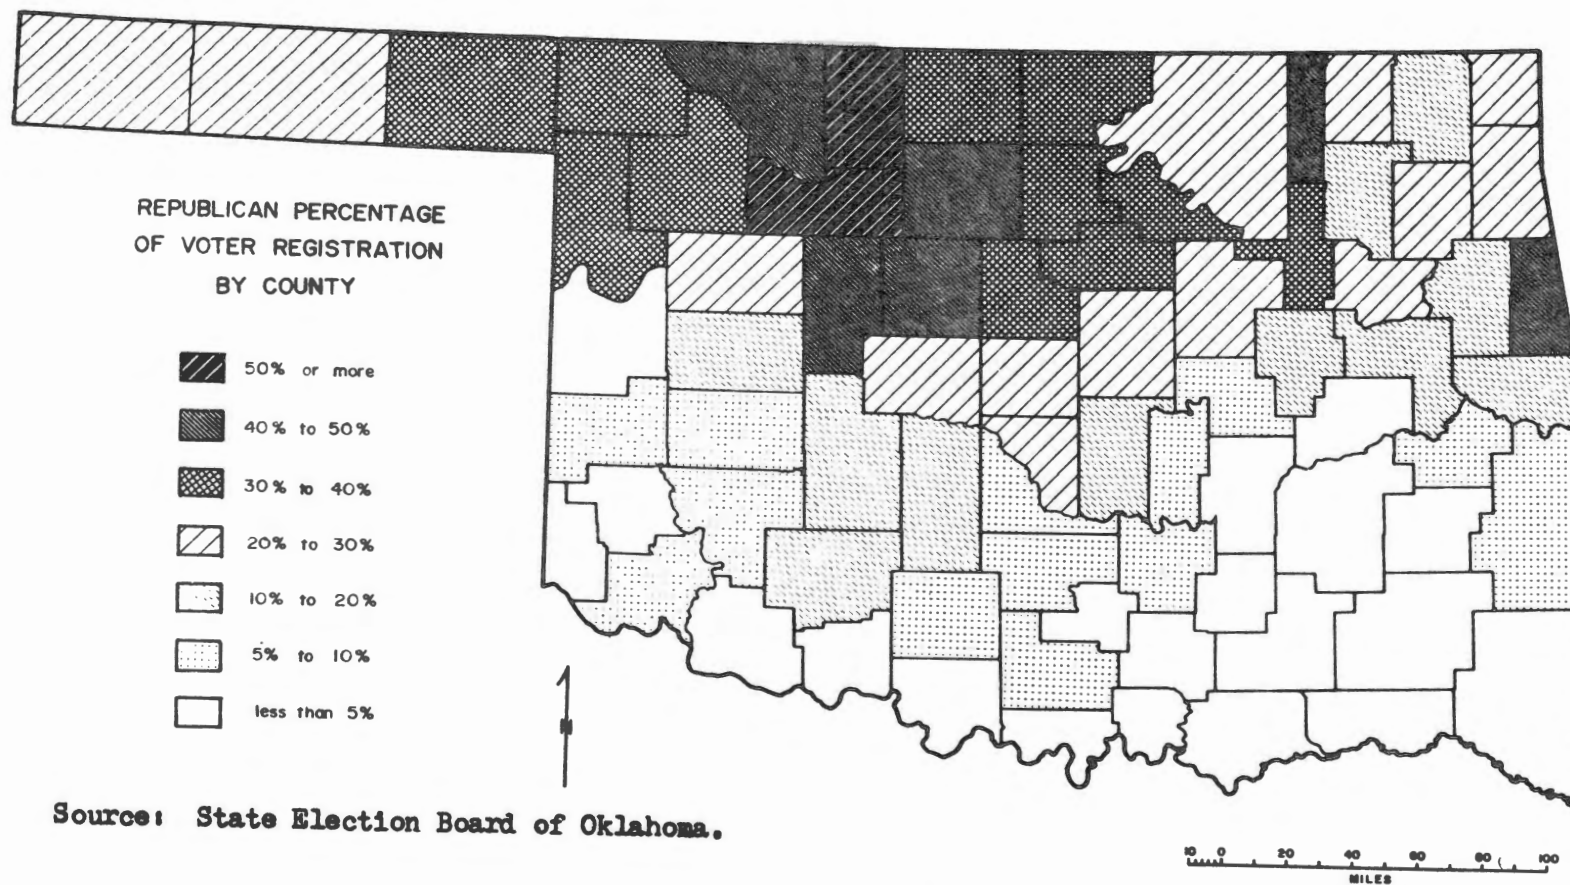 REPUBLICAN PERCENTAGE
OF VOTER REGISTRATION
BY COUNTY
50% or more
40% to 50%
30% to 40%
20% to 30%
10% to 20%
5% to 10%
less than 5%
N
Source: State Election Board of Oklahoma.
10 0 20 40 60 80 100
MILES